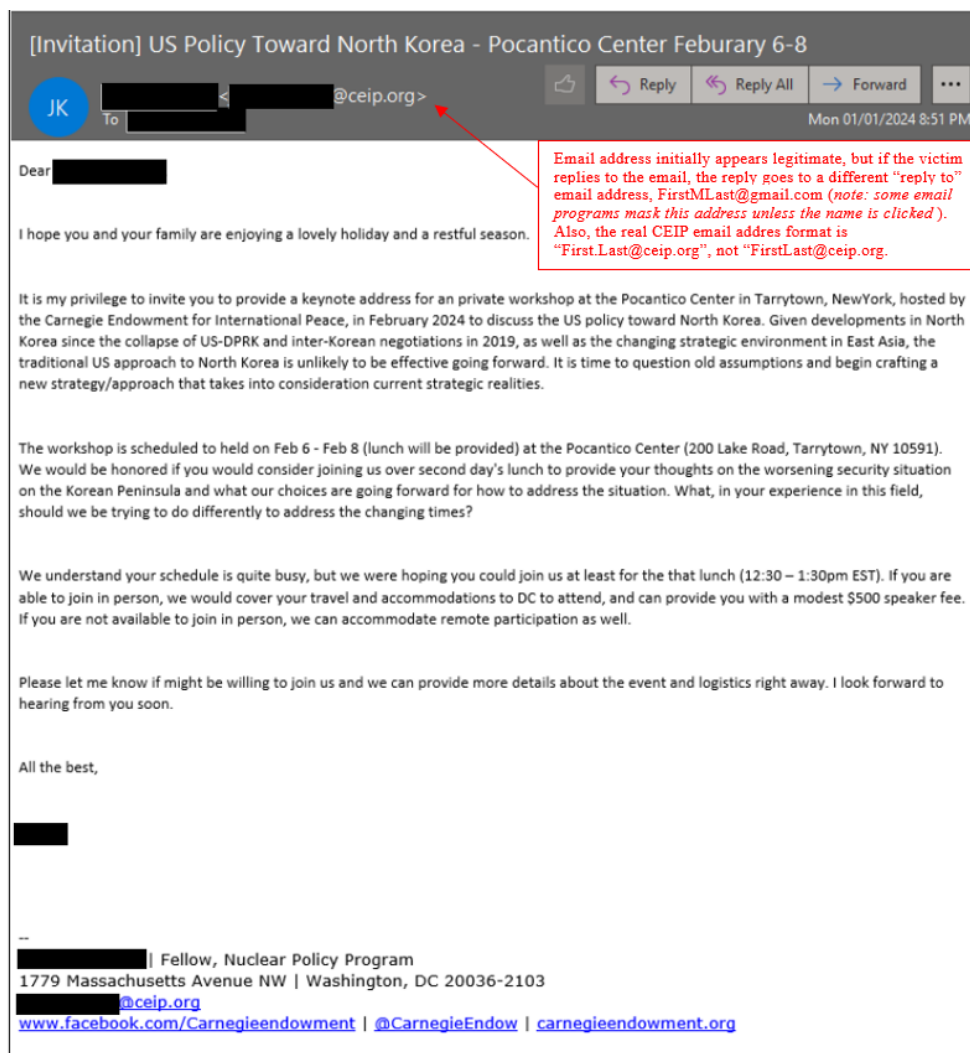 [Invitation] US Policy Toward North Korea - Pocantico Center Feburary 6-8
JK
< @ceip.org>
To
Reply
Reply All
Forward
...
Mon 01/01/2024 8:51 PM
Email address initially appears legitimate, but if the victim
replies to the email, the reply goes to a different “reply to”
email address, FirstMLast@gmail.com (note: some email
programs mask this address unless the name is clicked ).
Also, the real CEIP email addres format is
“First.Last@ceip.org”, not “FirstLast@ceip.org.
Dear
I hope you and your family are enjoying a lovely holiday and a restful season.
It is my privilege to invite you to provide a keynote address for an private workshop at the Pocantico Center in Tarrytown, NewYork, hosted by
the Carnegie Endowment for International Peace, in February 2024 to discuss the US policy toward North Korea. Given developments in North
Korea since the collapse of US-DPRK and inter-Korean negotiations in 2019, as well as the changing strategic environment in East Asia, the
traditional US approach to North Korea is unlikely to be effective going forward. It is time to question old assumptions and begin crafting a
new strategy/approach that takes into consideration current strategic realities.
The workshop is scheduled to held on Feb 6 - Feb 8 (lunch will be provided) at the Pocantico Center (200 Lake Road, Tarrytown, NY 10591).
We would be honored if you would consider joining us over second day's lunch to provide your thoughts on the worsening security situation
on the Korean Peninsula and what our choices are going forward for how to address the situation. What, in your experience in this field,
should we be trying to do differently to address the changing times?
We understand your schedule is quite busy, but we were hoping you could join us at least for the that lunch (12:30 – 1:30pm EST). If you are
able to join in person, we would cover your travel and accommodations to DC to attend, and can provide you with a modest $500 speaker fee.
If you are not available to join in person, we can accommodate remote participation as well.
Please let me know if might be willing to join us and we can provide more details about the event and logistics right away. I look forward to
hearing from you soon.
All the best,
--
| Fellow, Nuclear Policy Program
1779 Massachusetts Avenue NW | Washington, DC 20036-2103
@ceip.org
www.facebook.com/Carnegieendowment | @CarnegieEndow | carnegieendowment.org